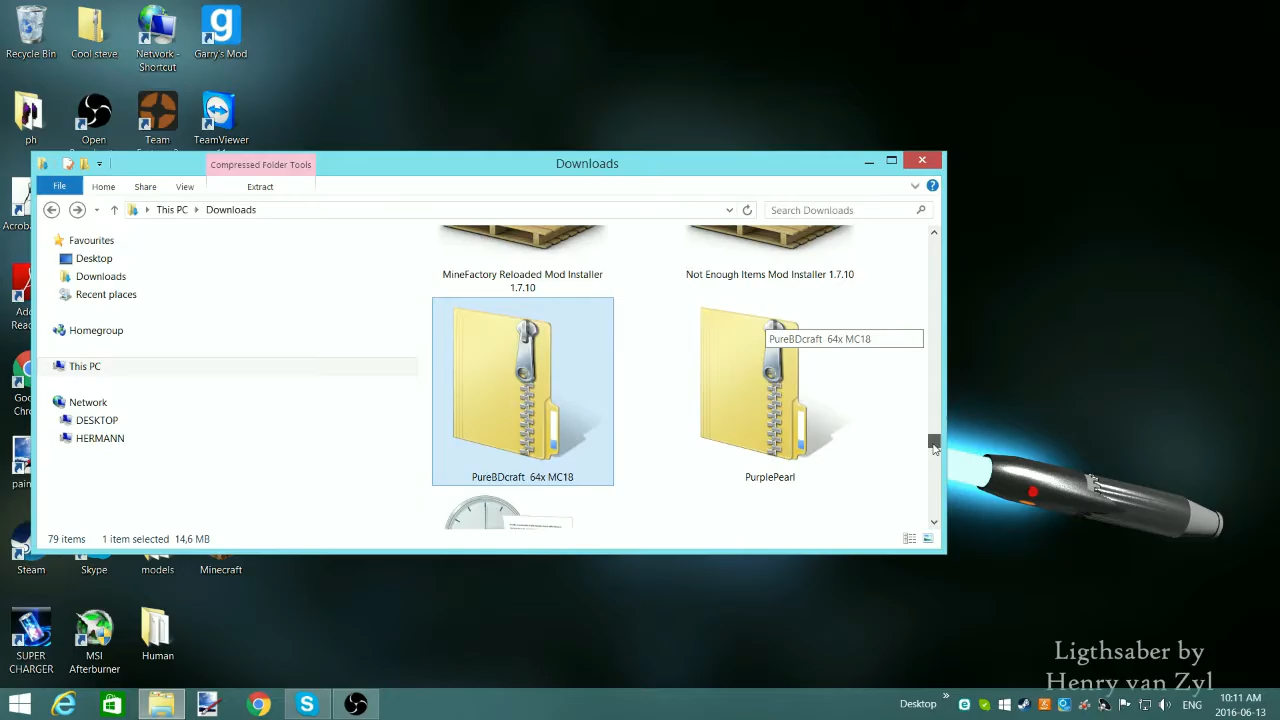 Recycle Bin
Cool steve
Network -
Shortcut
g
Garry's Mod
ph
Open
Team
TeamViewer
Compressed Folder Tools
Downloads
File
Home
Share
View
Extract
This PC
Downloads
Search Downloads
Favourites
Desktop
Downloads
Recent places
Homegroup
This PC
Network
DESKTOP
HERMANN
MineFactory Reloaded Mod Installer
1.7.10
Not Enough Items Mod Installer 1.7.10
PureBDcraft 64x MC18
PureBDcraft 64x MC18
PurplePearl
79 items
1 item selected 14,6 MB
Steam
Skype
models
Minecraft
SUPER
CHARGER
MSI
Afterburner
Human
Ligthsaber by
Henry van Zyl
Desktop
ENG
10:11 AM
2016-06-13